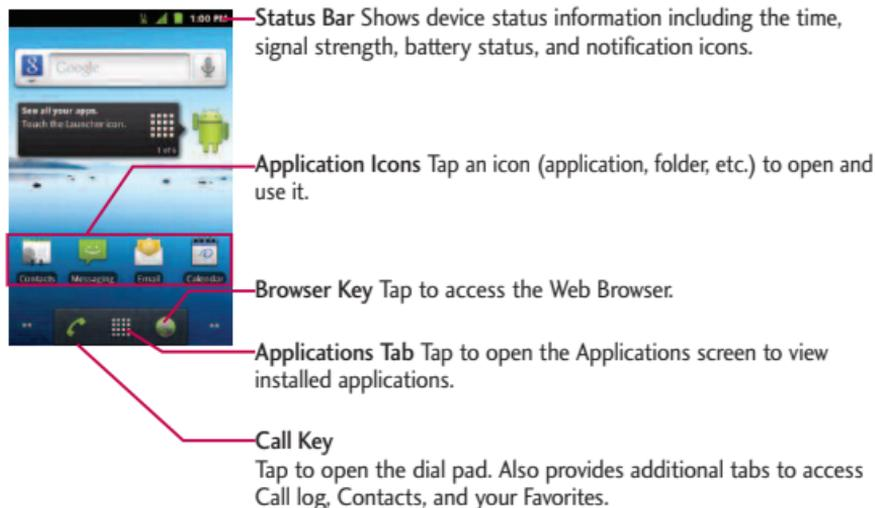 1:00 PM
Google
See all your apps.
Touch the Launcher icon.
1 of 6
Contacts Messaging Email Calendar
Status Bar Shows device status information including the time,
signal strength, battery status, and notification icons.
Application Icons Tap an icon (application, folder, etc.) to open and
use it.
Browser Key Tap to access the Web Browser.
Applications Tab Tap to open the Applications screen to view
installed applications.
Call Key
Tap to open the dial pad. Also provides additional tabs to access
Call log, Contacts, and your Favorites.